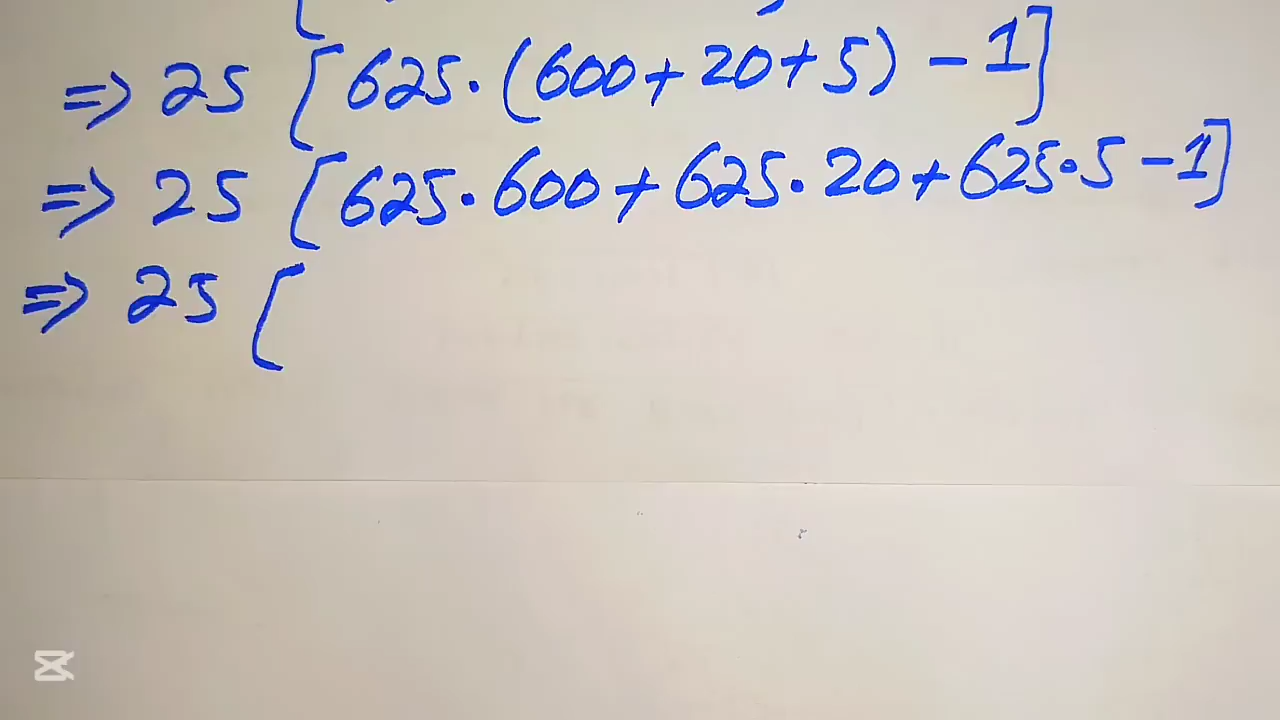 ⇒ 25 [625·(600+20+5) - 1]
⇒ 25 [625·600+625·20+625·5-1]
⇒ 25 [